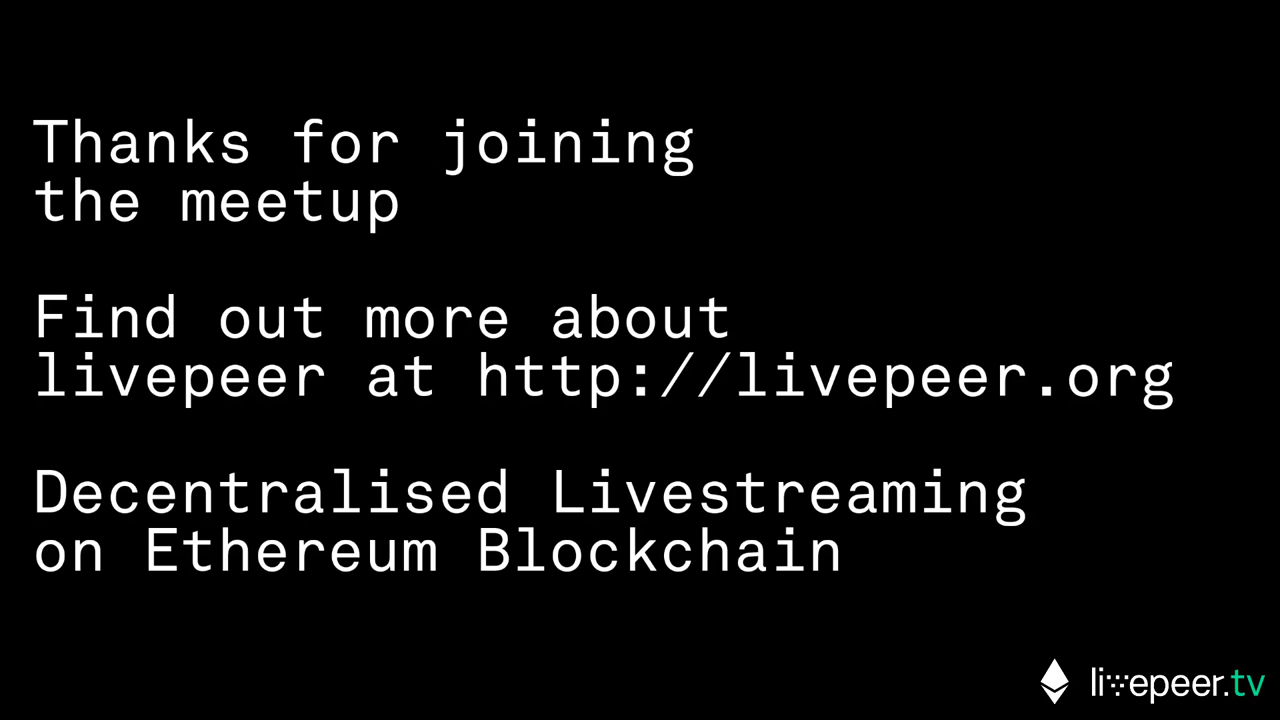 Thanks for joining
the meetup
Find out more about
livepeer at http://livepeer.org
Decentralised Livestreaming
on Ethereum Blockchain
livepeer.tv